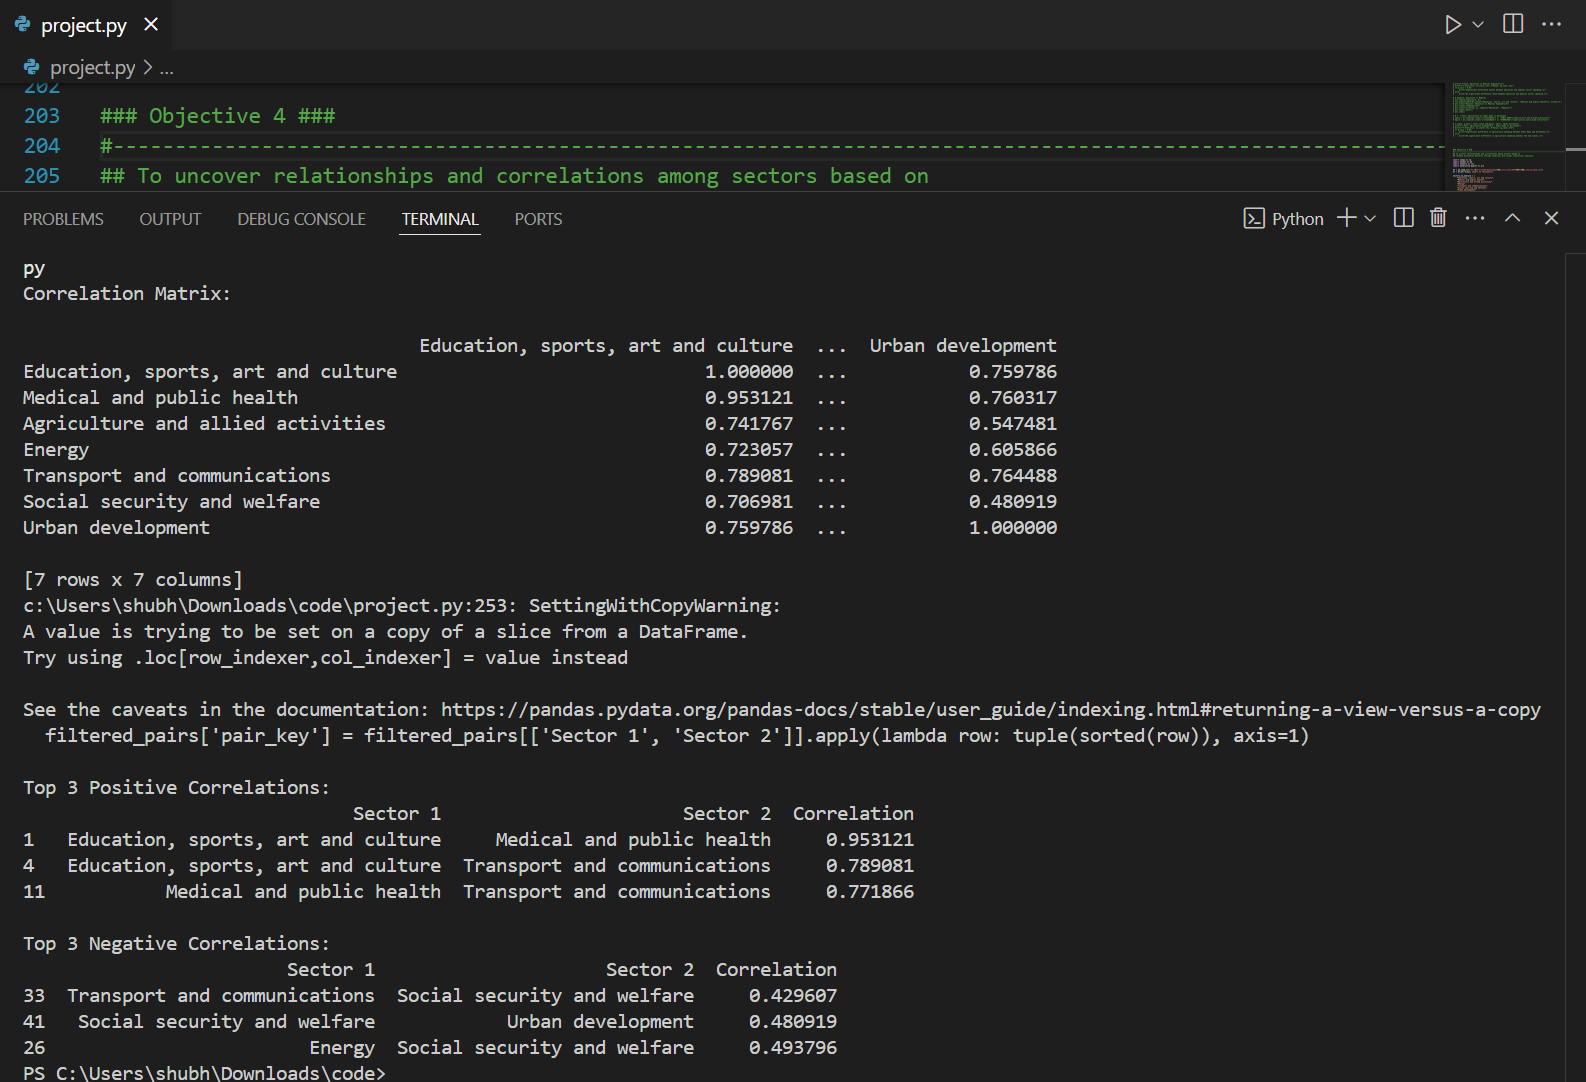 project.py
project.py > ...
202
203 ### Objective 4 ###
204 #--------------------------------------------------------------------------------------------------------------
205 ## To uncover relationships and correlations among sectors based on
PROBLEMS OUTPUT DEBUG CONSOLE TERMINAL PORTS Python
py
Correlation Matrix:
Education, sports, art and culture ... Urban development
Education, sports, art and culture 1.000000 ... 0.759786
Medical and public health 0.953121 ... 0.760317
Agriculture and allied activities 0.741767 ... 0.547481
Energy 0.723057 ... 0.605866
Transport and communications 0.789081 ... 0.764488
Social security and welfare 0.706981 ... 0.480919
Urban development 0.759786 ... 1.000000
[7 rows x 7 columns]
c:\Users\shubh\Downloads\code\project.py:253: SettingWithCopyWarning:
A value is trying to be set on a copy of a slice from a DataFrame.
Try using .loc[row_indexer,col_indexer] = value instead
See the caveats in the documentation: https://pandas.pydata.org/pandas-docs/stable/user_guide/indexing.html#returning-a-view-versus-a-copy
filtered_pairs['pair_key'] = filtered_pairs[['Sector 1', 'Sector 2']].apply(lambda row: tuple(sorted(row)), axis=1)
Top 3 Positive Correlations:
Sector 1 Sector 2 Correlation
1 Education, sports, art and culture Medical and public health 0.953121
4 Education, sports, art and culture Transport and communications 0.789081
11 Medical and public health Transport and communications 0.771866
Top 3 Negative Correlations:
Sector 1 Sector 2 Correlation
33 Transport and communications Social security and welfare 0.429607
41 Social security and welfare Urban development 0.480919
26 Energy Social security and welfare 0.493796
PS C:\Users\shubh\Downloads\code>